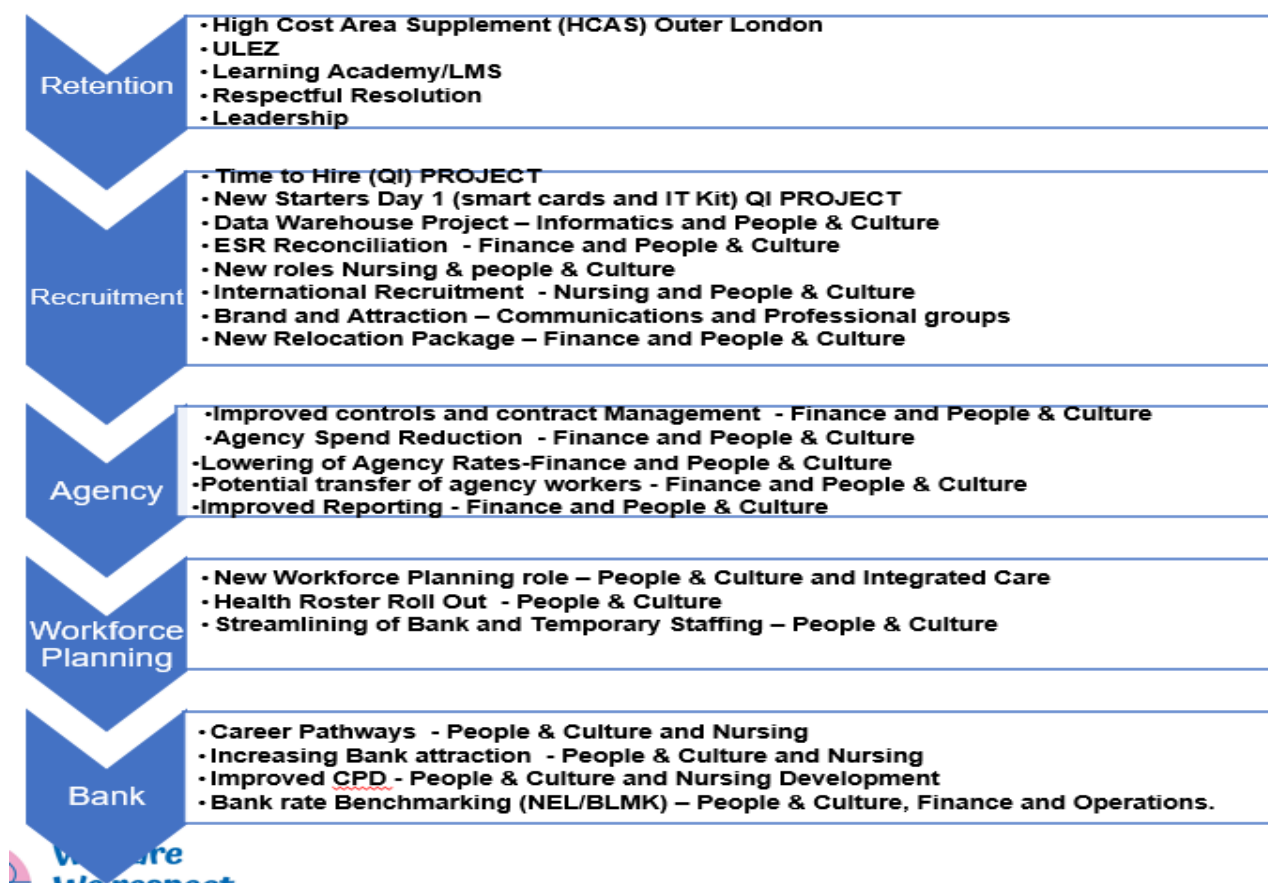 Retention
• High Cost Area Supplement (HCAS) Outer London
• ULEZ
• Learning Academy/LMS
• Respectful Resolution
• Leadership
Recruitment
• Time to Hire (QI) PROJECT
• New Starters Day 1 (smart cards and IT Kit) QI PROJECT
• Data Warehouse Project – Informatics and People & Culture
• ESR Reconciliation - Finance and People & Culture
• New roles Nursing & people & Culture
• International Recruitment - Nursing and People & Culture
• Brand and Attraction – Communications and Professional groups
• New Relocation Package – Finance and People & Culture
Agency
•Improved controls and contract Management - Finance and People & Culture
•Agency Spend Reduction - Finance and People & Culture
•Lowering of Agency Rates-Finance and People & Culture
•Potential transfer of agency workers - Finance and People & Culture
•Improved Reporting - Finance and People & Culture
Workforce
Planning
• New Workforce Planning role – People & Culture and Integrated Care
• Health Roster Roll Out - People & Culture
• Streamlining of Bank and Temporary Staffing – People & Culture
Bank
• Career Pathways - People & Culture and Nursing
• Increasing Bank attraction - People & Culture and Nursing
• Improved CPD - People & Culture and Nursing Development
• Bank rate Benchmarking (NEL/BLMK) – People & Culture, Finance and Operations.